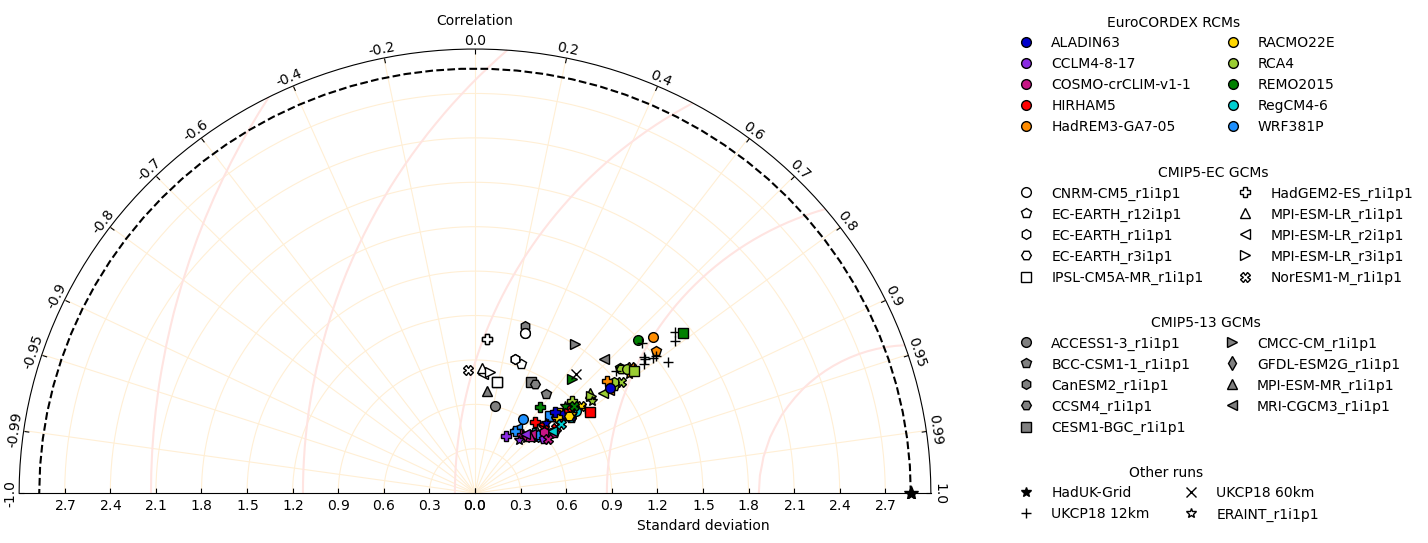 Correlation
-1.0
-0.99
-0.95
-0.9
-0.8
-0.7
-0.6
-0.4
-0.2
0.0
0.2
0.4
0.6
0.7
0.8
0.9
0.95
0.99
1.0
2.7 2.4 2.1 1.8 1.5 1.2 0.9 0.6 0.3 0.0 0.3 0.6 0.9 1.2 1.5 1.8 2.1 2.4 2.7
Standard deviation
EuroCORDEX RCMs
ALADIN63 RACMO22E
CCLM4-8-17 RCA4
COSMO-crCLIM-v1-1 REMO2015
HIRHAM5 RegCM4-6
HadREM3-GA7-05 WRF381P
CMIP5-EC GCMs
CNRM-CM5_r1i1p1 HadGEM2-ES_r1i1p1
EC-EARTH_r12i1p1 MPI-ESM-LR_r1i1p1
EC-EARTH_r1i1p1 MPI-ESM-LR_r2i1p1
EC-EARTH_r3i1p1 MPI-ESM-LR_r3i1p1
IPSL-CM5A-MR_r1i1p1 NorESM1-M_r1i1p1
CMIP5-13 GCMs
ACCESS1-3_r1i1p1 CMCC-CM_r1i1p1
BCC-CSM1-1_r1i1p1 GFDL-ESM2G_r1i1p1
CanESM2_r1i1p1 MPI-ESM-MR_r1i1p1
CCSM4_r1i1p1 MRI-CGCM3_r1i1p1
CESM1-BGC_r1i1p1
Other runs
HadUK-Grid UKCP18 60km
UKCP18 12km ERAINT_r1i1p1